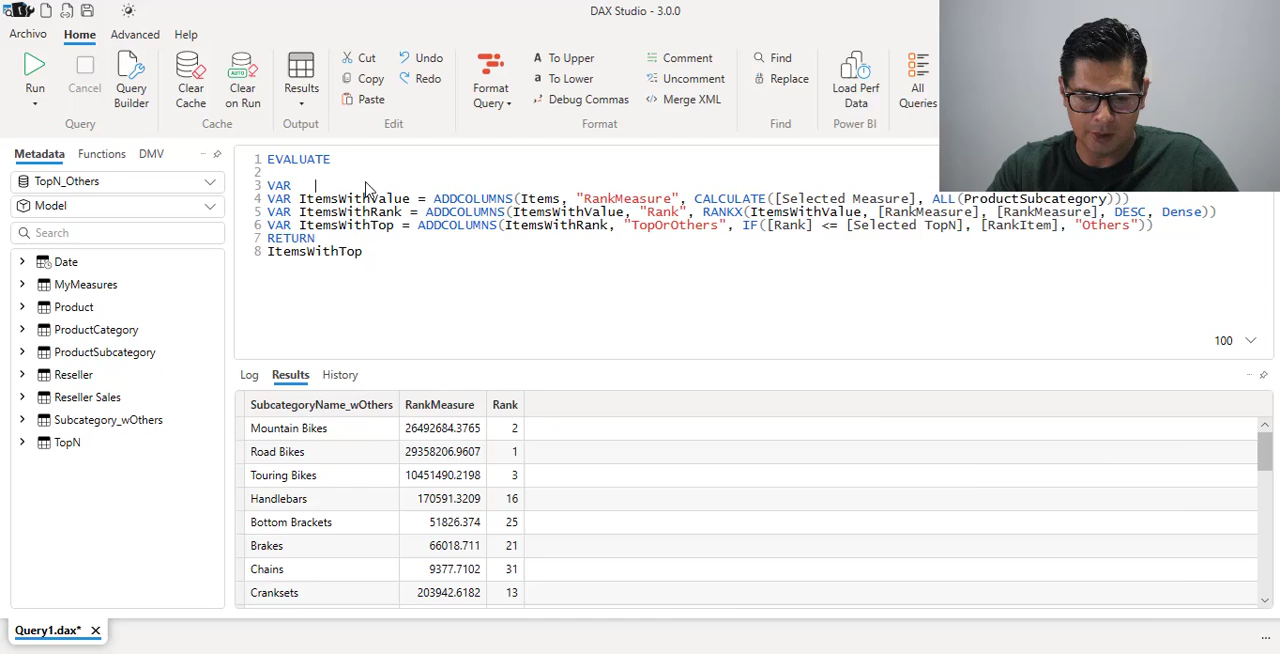 DAX Studio - 3.0.0
Archivo Home Advanced Help
Run Cancel Query Builder Clear Cache Clear on Run Results Cut Copy Paste Undo Redo Format Query To Upper To Lower Debug Commas Comment Uncomment Merge XML Find Replace Load Perf Data All Queries
AUTO
Query Cache Output Edit Format Find Power BI
Metadata Functions DMV
TopN_Others
Model
Search
Date
MyMeasures
Product
ProductCategory
ProductSubcategory
Reseller
Reseller Sales
Subcategory_wOthers
TopN
1 EVALUATE
2
3 VAR
4 VAR ItemsWithValue = ADDCOLUMNS(Items, "RankMeasure", CALCULATE([Selected Measure], ALL(ProductSubcategory)))
5 VAR ItemsWithRank = ADDCOLUMNS(ItemsWithValue, "Rank", RANKX(ItemsWithValue, [RankMeasure], [RankMeasure], DESC, Dense))
6 VAR ItemsWithTop = ADDCOLUMNS(ItemsWithRank, "TopOrOthers", IF([Rank] <= [Selected TopN], [RankItem], "Others"))
7 RETURN
8 ItemsWithTop
100
Log Results History
SubcategoryName_wOthers RankMeasure Rank
Mountain Bikes 26492684.3765 2
Road Bikes 29358206.9607 1
Touring Bikes 10451490.2198 3
Handlebars 170591.3209 16
Bottom Brackets 51826.374 25
Brakes 66018.711 21
Chains 9377.7102 31
Cranksets 203942.6182 13
Query1.dax*